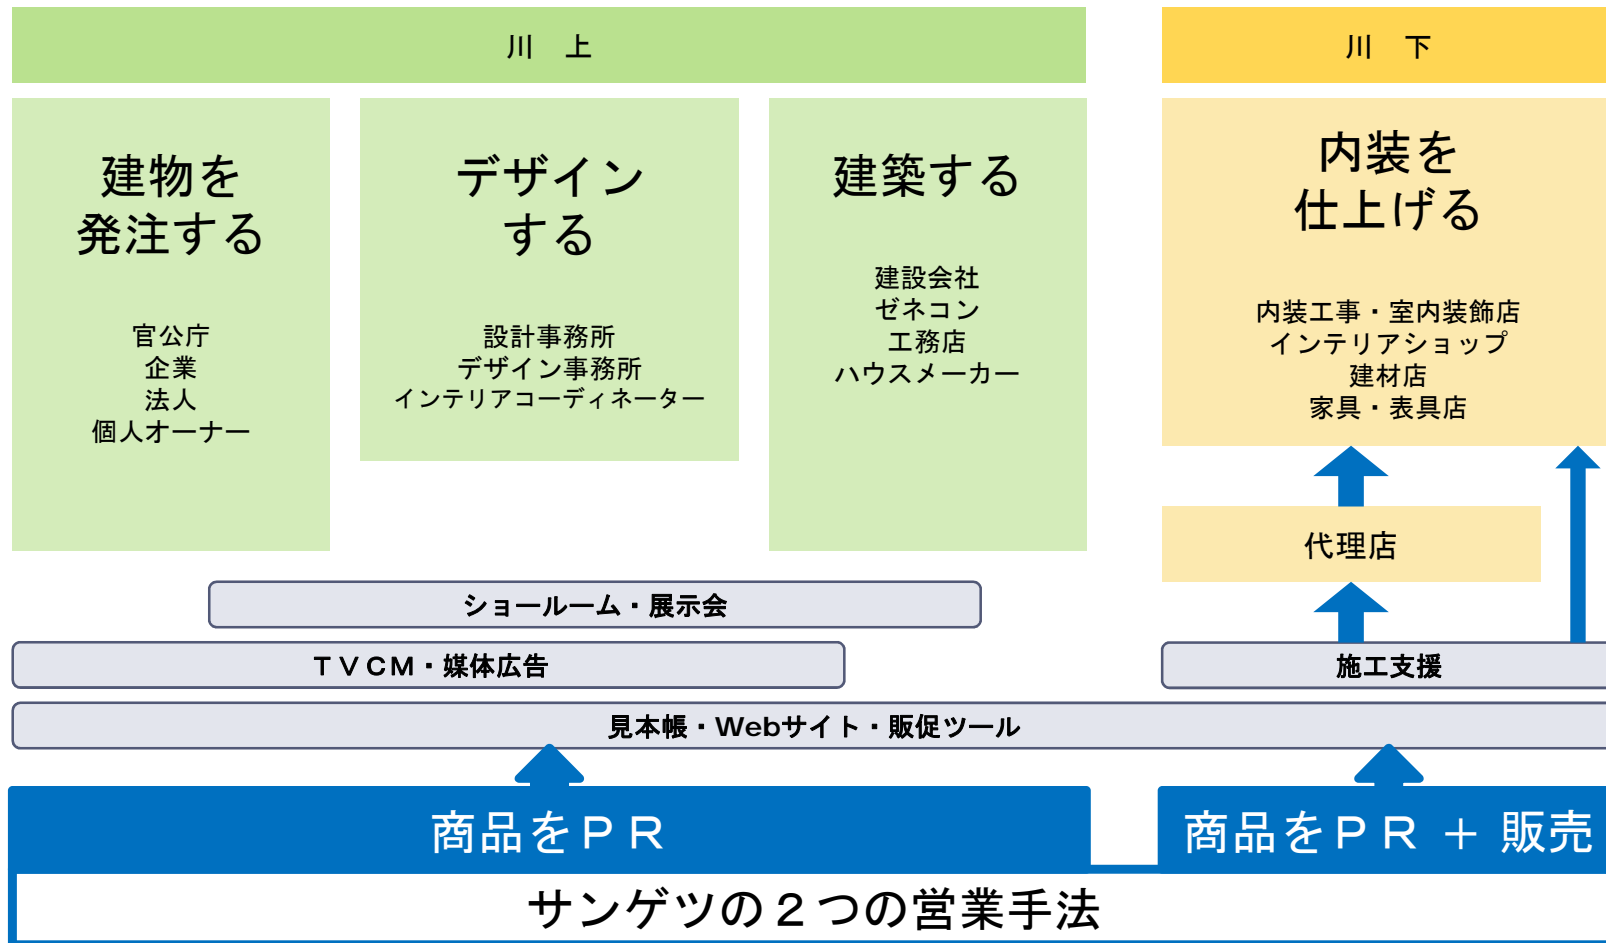 川　上
川　下
建物を
発注する
官公庁
企業
法人
個人オーナー
デザイン
する
設計事務所
デザイン事務所
インテリアコーディネーター
建築する
建設会社
ゼネコン
工務店
ハウスメーカー
内装を
仕上げる
内装工事・室内装飾店
インテリアショップ
建材店
家具・表具店
代理店
ショールーム・展示会
ＴＶＣＭ・媒体広告
施工支援
見本帳・Webサイト・販促ツール
商品をＰＲ
商品をＰＲ ＋ 販売
サンゲツの２つの営業手法